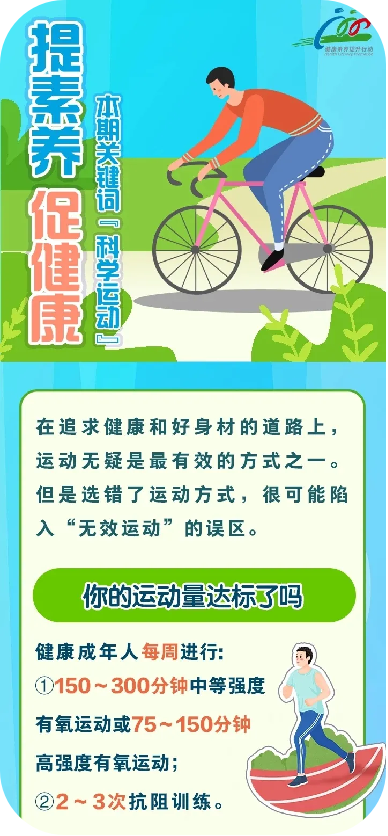 提素养
促健康
本期关键词『科学运动』
在追求健康和好身材的道路上，
运动无疑是最有效的方式之一。
但是选错了运动方式，很可能陷
入“无效运动”的误区。
你的运动量达标了吗
健康成年人每周进行：
①150～300分钟中等强度
有氧运动或75～150分钟
高强度有氧运动；
②2～3次抗阻训练。